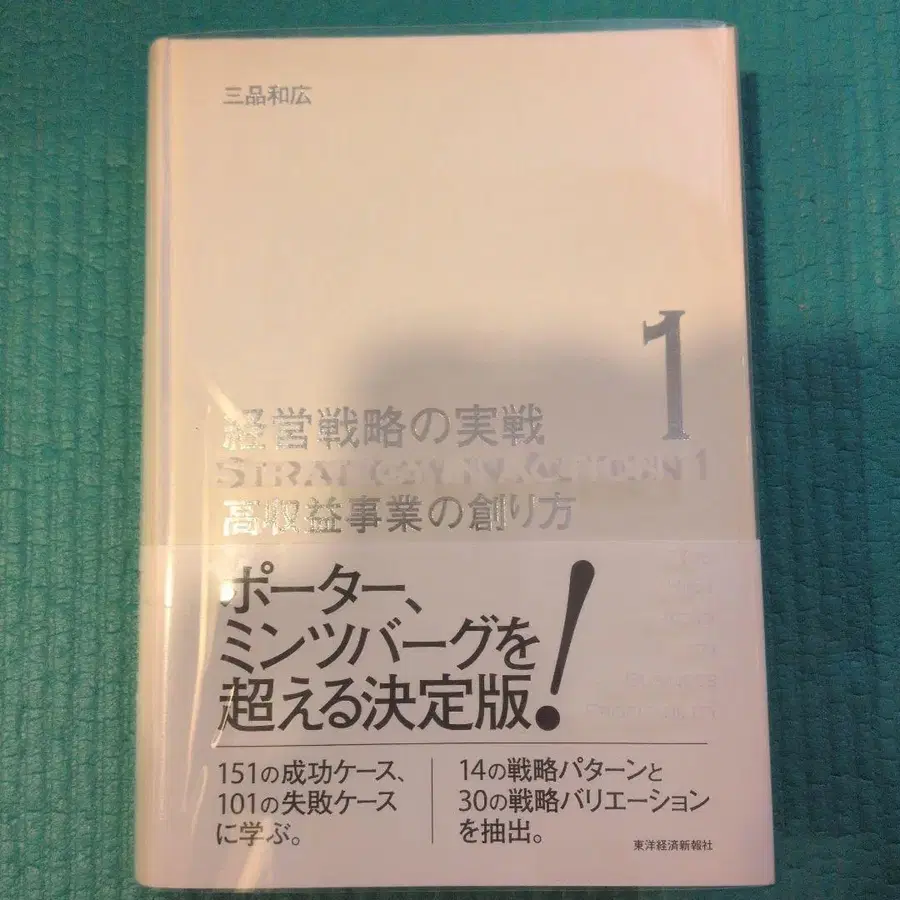 三品和広
1
経営戦略の実戦
STRATEGY IN ACTION 1
高収益事業の創り方
ポーター、
ミンツバーグを
超える決定版!
151の成功ケース、
101の失敗ケース
に学ぶ。
14の戦略パターンと
30の戦略バリエーション
を抽出。
東洋経済新報社